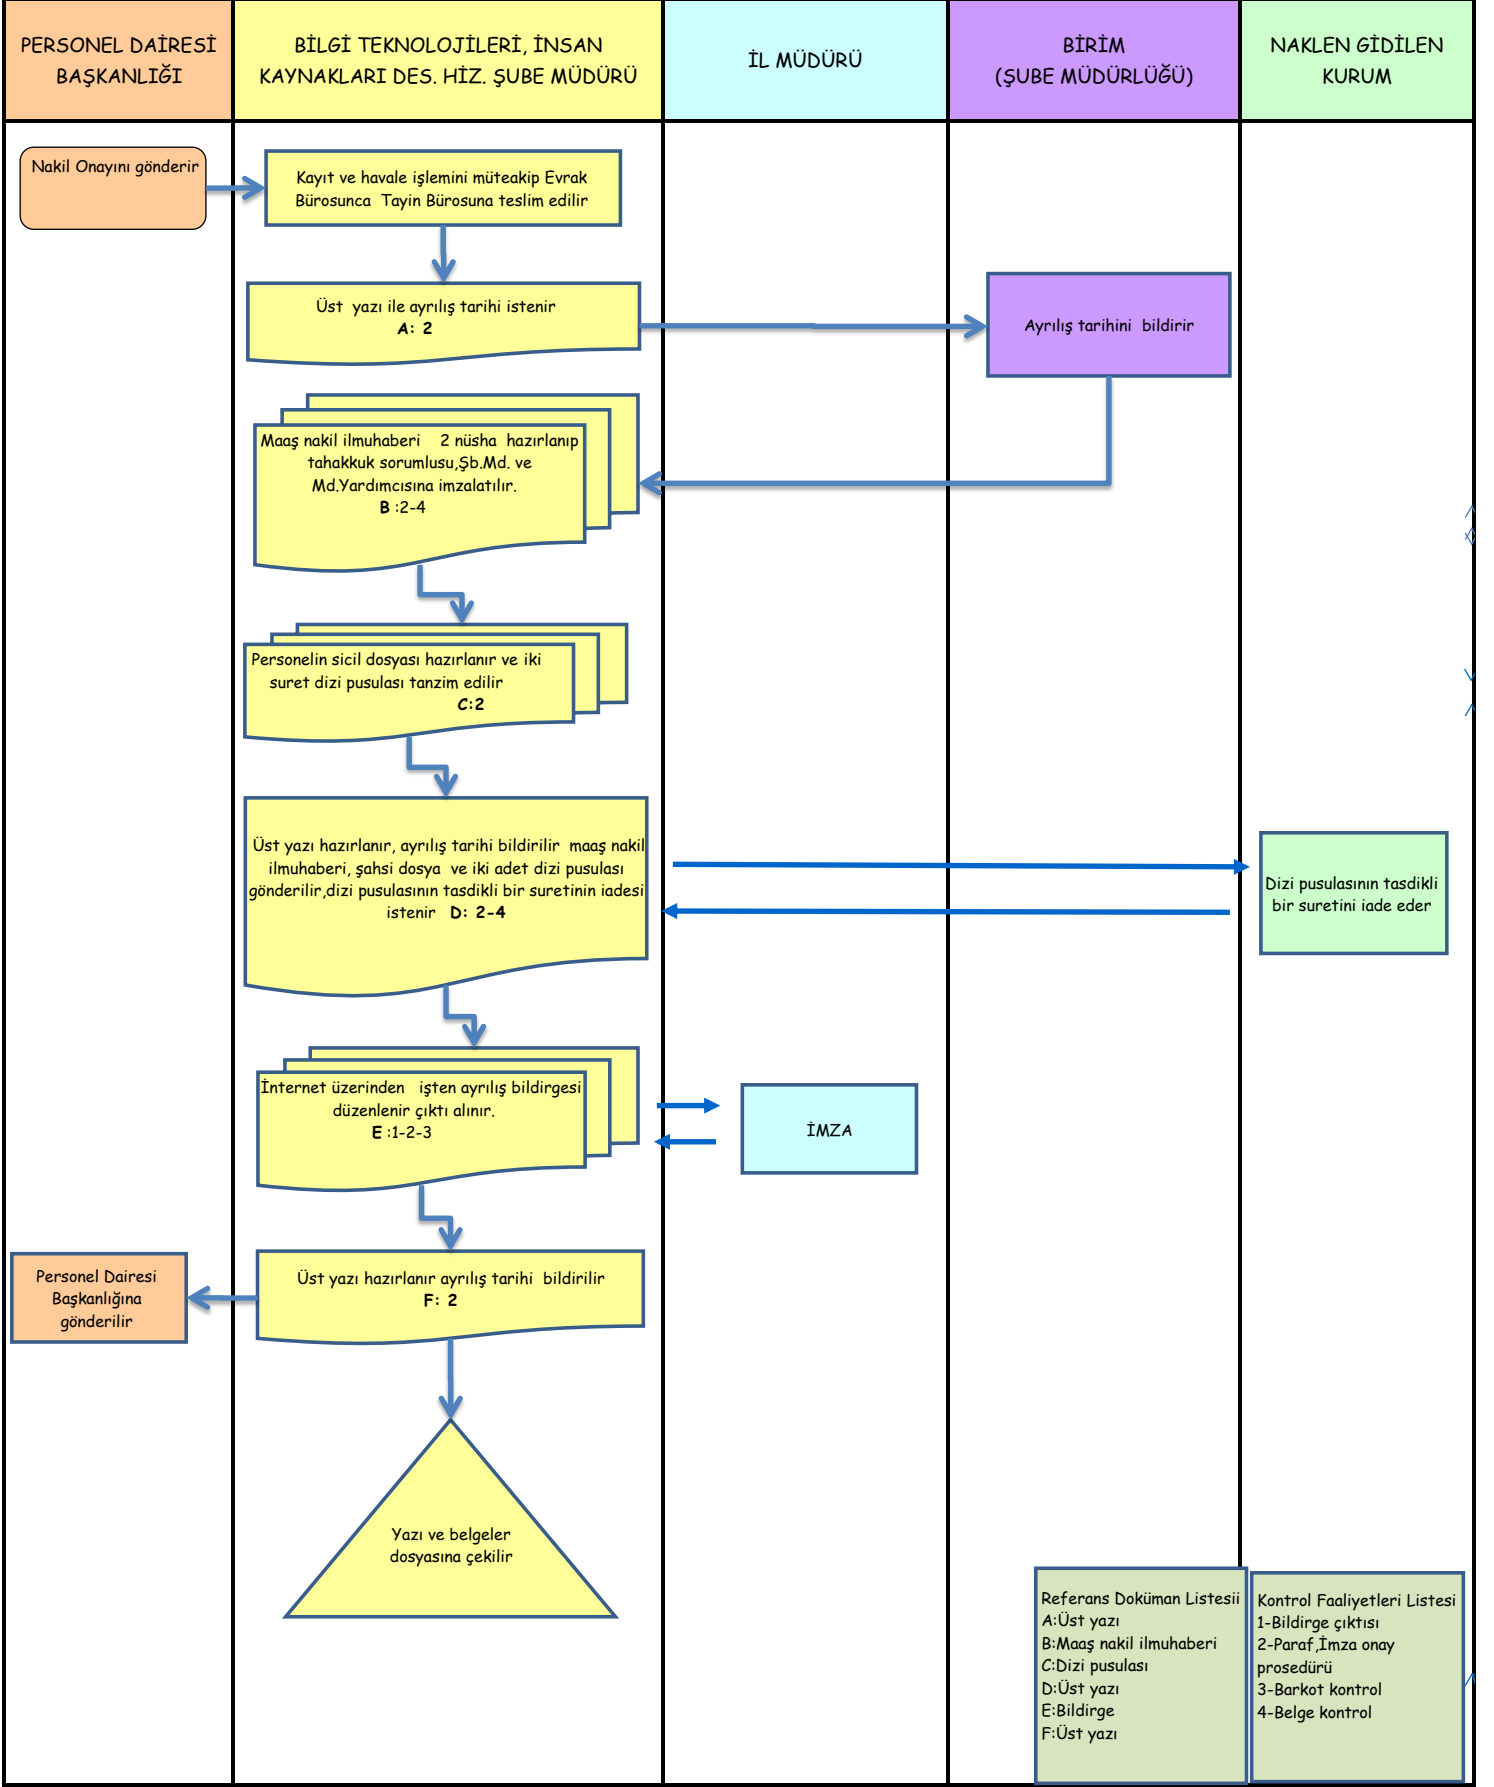 PERSONEL DAİRESİ
BAŞKANLIĞI
BİLGİ TEKNOLOJİLERİ, İNSAN
KAYNAKLARI DES. HİZ. ŞUBE MÜDÜRÜ
İL MÜDÜRÜ
BİRİM
(ŞUBE MÜDÜRLÜĞÜ)
NAKLEN GİDİLEN
KURUM
Nakil Onayını gönderir
Kayıt ve havale işlemini müteakip Evrak
Bürosunca Tayin Bürosuna teslim edilir
Üst yazı ile ayrılış tarihi istenir
A: 2
Ayrılış tarihini bildirir
Maaş nakil ilmuhaberi 2 nüsha hazırlanıp
tahakkuk sorumlusu,Şb.Md. ve
Md.Yardımcısına imzalatılır.
B :2-4
Personelin sicil dosyası hazırlanır ve iki
suret dizi pusulası tanzim edilir
C:2
Üst yazı hazırlanır, ayrılış tarihi bildirilir maaş nakil
ilmuhaberi, şahsi dosya ve iki adet dizi pusulası
gönderilir,dizi pusulasının tasdikli bir suretinin iadesi
istenir D: 2-4
Dizi pusulasının tasdikli
bir suretini iade eder
İnternet üzerinden işten ayrılış bildirgesi
düzenlenir çıktı alınır.
E :1-2-3
İMZA
Üst yazı hazırlanır ayrılış tarihi bildirilir
F: 2
Personel Dairesi
Başkanlığına
gönderilir
Yazı ve belgeler
dosyasına çekilir
Referans Doküman Listesii
A:Üst yazı
B:Maaş nakil ilmuhaberi
C:Dizi pusulası
D:Üst yazı
E:Bildirge
F:Üst yazı
Kontrol Faaliyetleri Listesi
1-Bildirge çıktısı
2-Paraf,İmza onay
prosedürü
3-Barkot kontrol
4-Belge kontrol